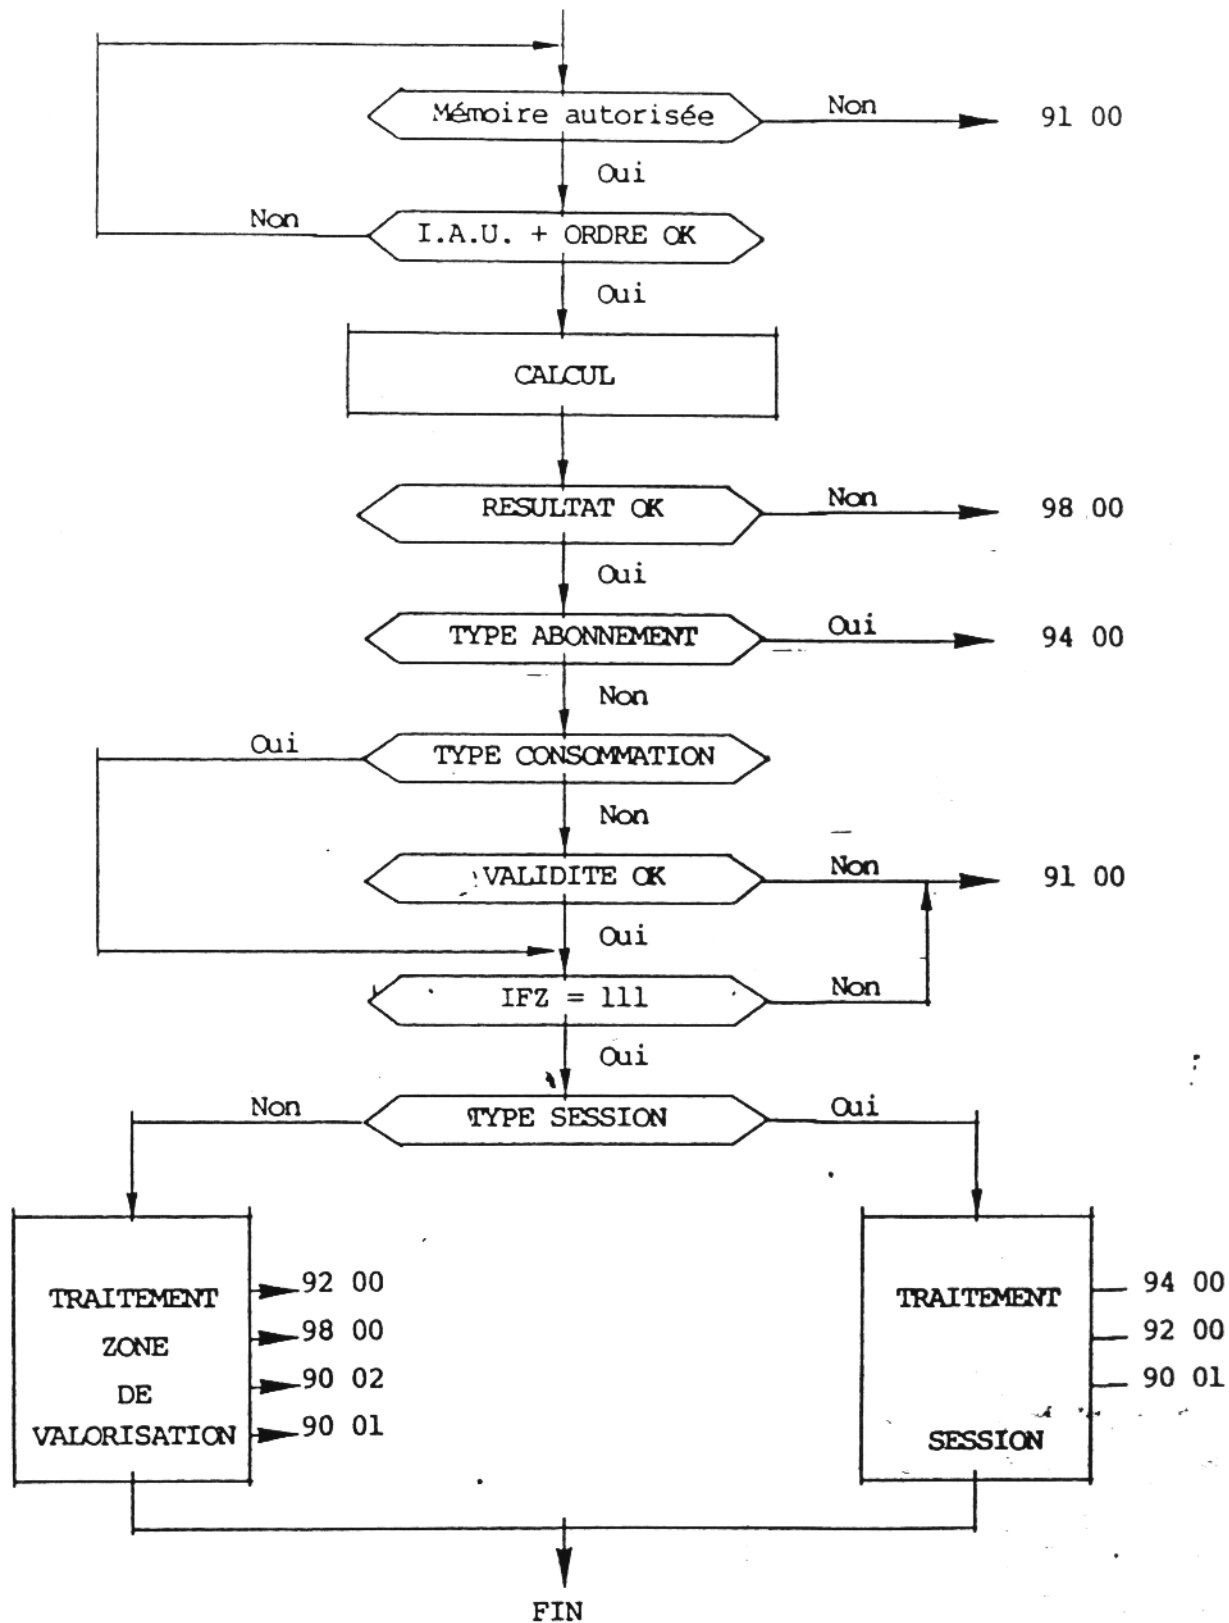 Mémoire autorisée
Non
91 00
Oui
Non
I.A.U. + ORDRE OK
Oui
CALCUL
RESULTAT OK
Non
98 00
Oui
TYPE ABONNEMENT
Oui
94 00
Non
Oui
TYPE CONSOMMATION
Non
VALIDITE OK
Non
91 00
Oui
IFZ = 111
Non
Oui
Non
TYPE SESSION
Oui
TRAITEMENT
ZONE
DE
VALORISATION
92 00
98 00
90 02
90 01
TRAITEMENT
SESSION
94 00
92 00
90 01
FIN